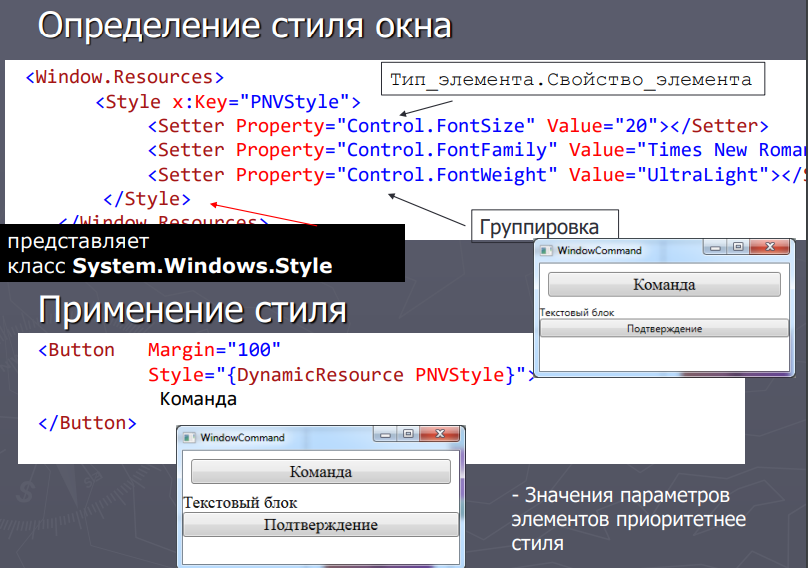 Определение стиля окна
<Window.Resources>
Тип_элемента.Свойство_элемента
<Style x:Key="PNVStyle">
<Setter Property="Control.FontSize" Value="20"></Setter>
<Setter Property="Control.FontFamily" Value="Times New Roman
<Setter Property="Control.FontWeight" Value="UltraLight"></S
</Style>
</Window.Resources>
Группировка
представляет
класс System.Windows.Style
WindowCommand
Команда
Текстовый блок
Подтверждение
Применение стиля
<Button Margin="100"
Style="{DynamicResource PNVStyle}">
Команда
</Button>
WindowCommand
Команда
Текстовый блок
Подтверждение
- Значения параметров
элементов приоритетнее
стиля